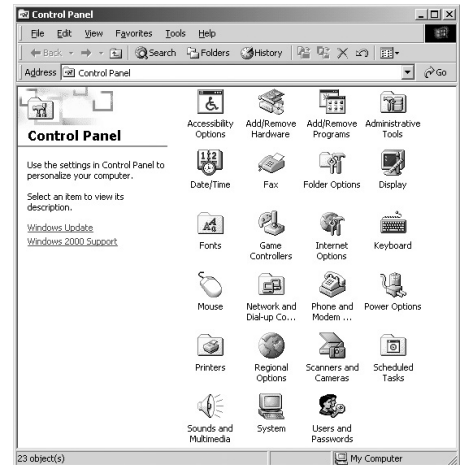 Control Panel
File Edit View Favorites Tools Help
Back Search Folders History
Address Control Panel Go
Control Panel
Use the settings in Control Panel to
personalize your computer.
Select an item to view its
description.
Windows Update
Windows 2000 Support
Accessibility
Options
Add/Remove
Hardware
Add/Remove
Programs
Administrative
Tools
Date/Time
Fax
Folder Options
Display
Fonts
Game
Controllers
Internet
Options
Keyboard
Mouse
Network and
Dial-up Co...
Phone and
Modem ...
Power Options
Printers
Regional
Options
Scanners and
Cameras
Scheduled
Tasks
Sounds and
Multimedia
System
Users and
Passwords
23 object(s) My Computer